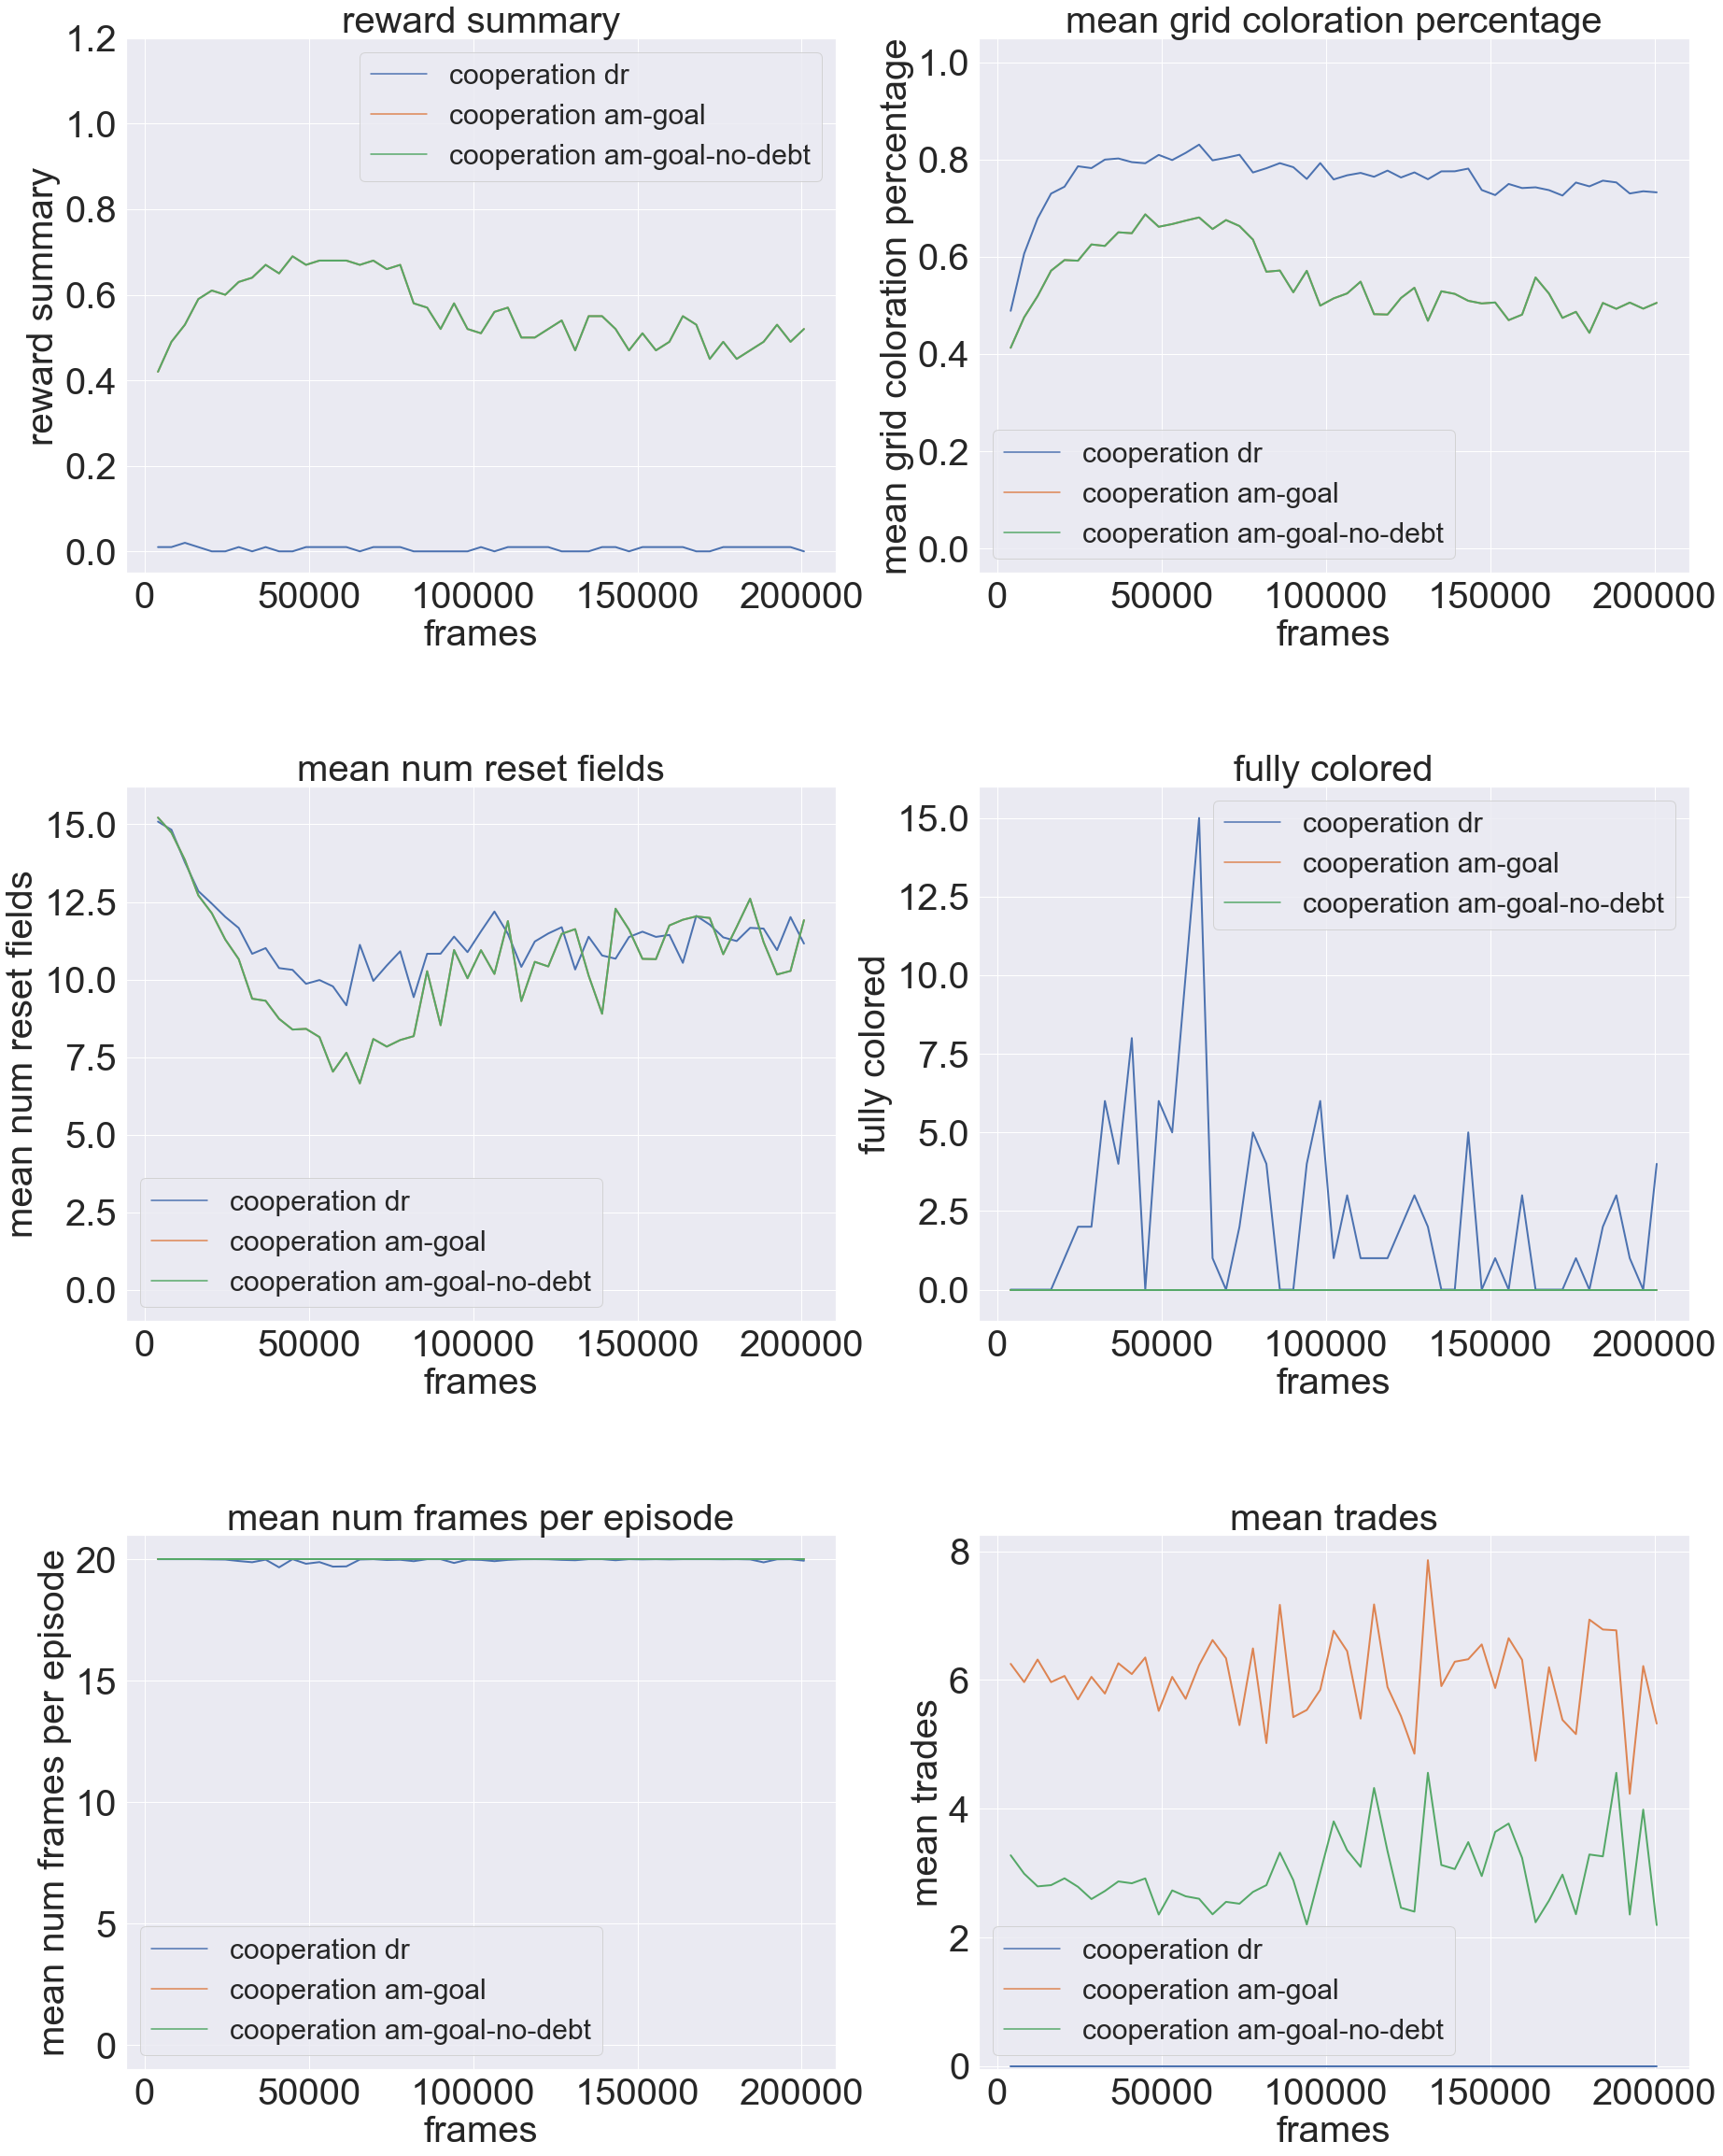 reward summary
reward summary
1.2
1.0
0.8
0.6
0.4
0.2
0.0
cooperation dr
cooperation am-goal
cooperation am-goal-no-debt
0 50000 100000 150000 200000
frames
mean grid coloration percentage
mean grid coloration percentage
1.0
0.8
0.6
0.4
0.2
0.0
cooperation dr
cooperation am-goal
cooperation am-goal-no-debt
0 50000 100000 150000 200000
frames
mean num reset fields
mean num reset fields
15.0
12.5
10.0
7.5
5.0
2.5
0.0
cooperation dr
cooperation am-goal
cooperation am-goal-no-debt
0 50000 100000 150000 200000
frames
fully colored
fully colored
15.0
12.5
10.0
7.5
5.0
2.5
0.0
cooperation dr
cooperation am-goal
cooperation am-goal-no-debt
0 50000 100000 150000 200000
frames
mean num frames per episode
mean num frames per episode
20
15
10
5
0
cooperation dr
cooperation am-goal
cooperation am-goal-no-debt
0 50000 100000 150000 200000
frames
mean trades
mean trades
8
6
4
2
0
cooperation dr
cooperation am-goal
cooperation am-goal-no-debt
0 50000 100000 150000 200000
frames